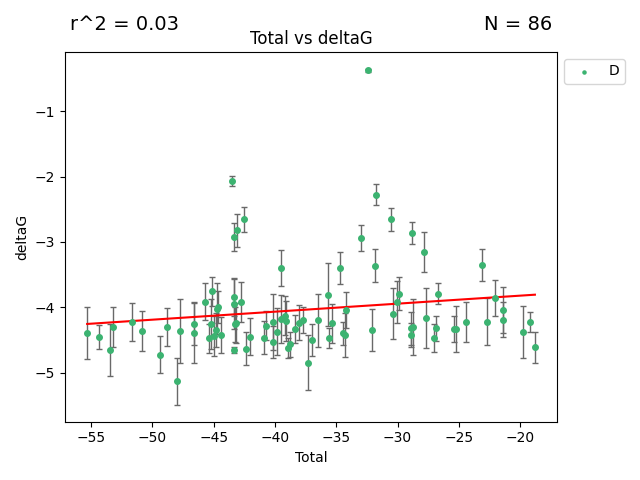 r^2 = 0.03
N = 86
Total vs deltaG
D
deltaG
−1
−2
−3
−4
−5
−55 −50 −45 −40 −35 −30 −25 −20
Total